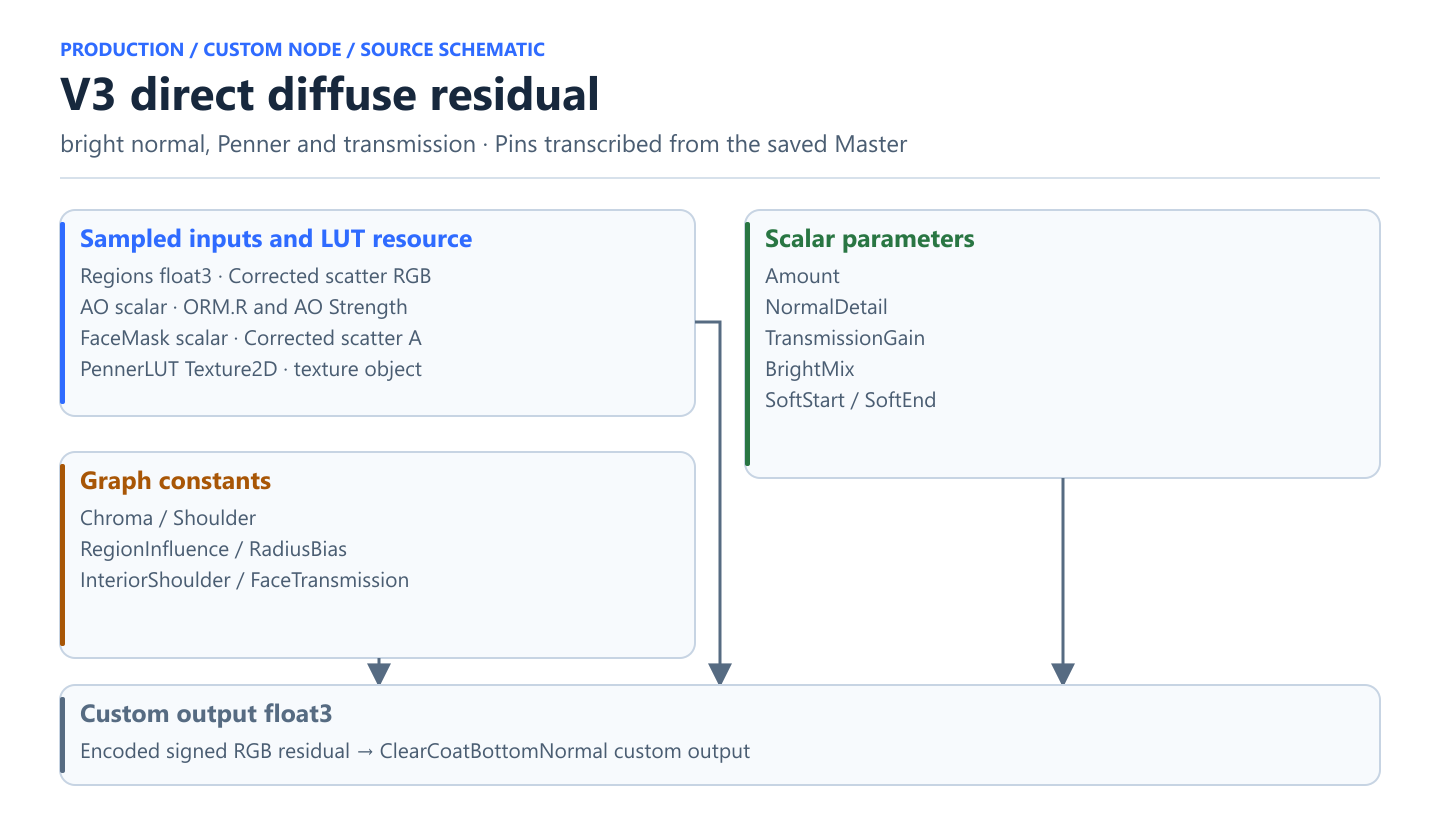 PRODUCTION / CUSTOM NODE / SOURCE SCHEMATIC
V3 direct diffuse residual
bright normal, Penner and transmission · Pins transcribed from the saved Master
Sampled inputs and LUT resource
Regions float3 · Corrected scatter RGB
AO scalar · ORM.R and AO Strength
FaceMask scalar · Corrected scatter A
PennerLUT Texture2D · texture object
Scalar parameters
Amount
NormalDetail
TransmissionGain
BrightMix
SoftStart / SoftEnd
Graph constants
Chroma / Shoulder
RegionInfluence / RadiusBias
InteriorShoulder / FaceTransmission
Custom output float3
Encoded signed RGB residual → ClearCoatBottomNormal custom output